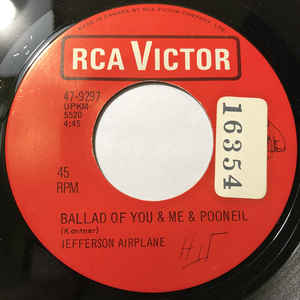 MADE IN CANADA BY RCA VICTOR COMPANY, LTD.
RCA VICTOR
47-9297
UPKM-
5520
4:45
16354
45
RPM
BALLAD OF YOU & ME & POONEIL
(Kantner)
JEFFERSON AIRPLANE